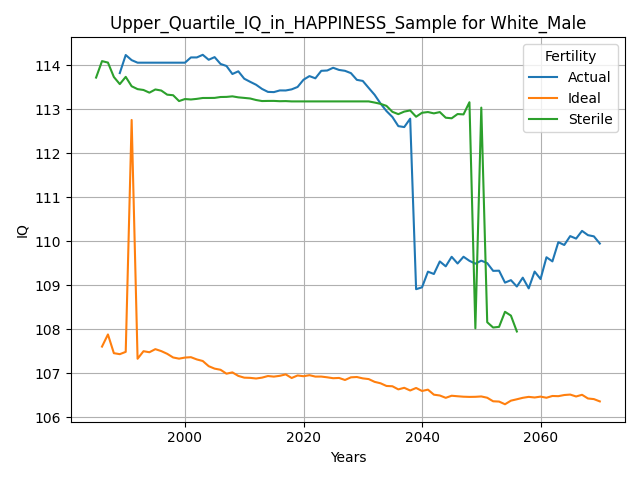 Upper_Quartile_IQ_in_HAPPINESS_Sample for White_Male
Fertility
Actual
Ideal
Sterile
IQ
114
113
112
111
110
109
108
107
106
2000
2020
2040
2060
Years